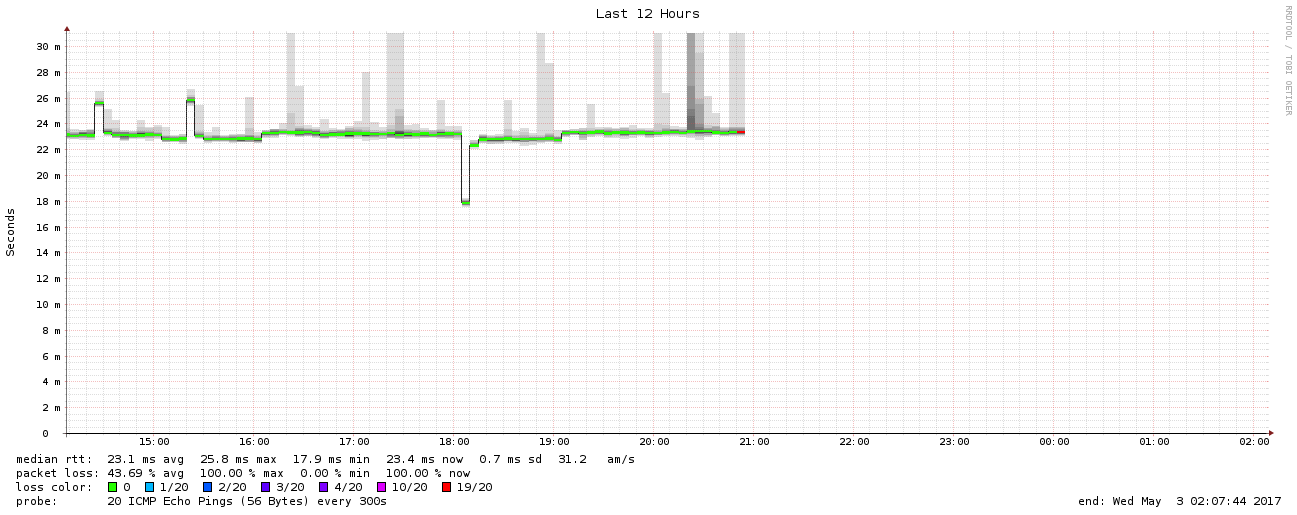 Last 12 Hours
RRDTOOL / TOBI OETIKER
Seconds
30 m
28 m
26 m
24 m
22 m
20 m
18 m
16 m
14 m
12 m
10 m
8 m
6 m
4 m
2 m
0
15:00 16:00 17:00 18:00 19:00 20:00 21:00 22:00 23:00 00:00 01:00 02:00
median rtt: 23.1 ms avg 25.8 ms max 17.9 ms min 23.4 ms now 0.7 ms sd 31.2 am/s
packet loss: 43.69 % avg 100.00 % max 0.00 % min 100.00 % now
loss color: 0 1/20 2/20 3/20 4/20 10/20 19/20
probe: 20 ICMP Echo Pings (56 Bytes) every 300s end: Wed May 3 02:07:44 2017